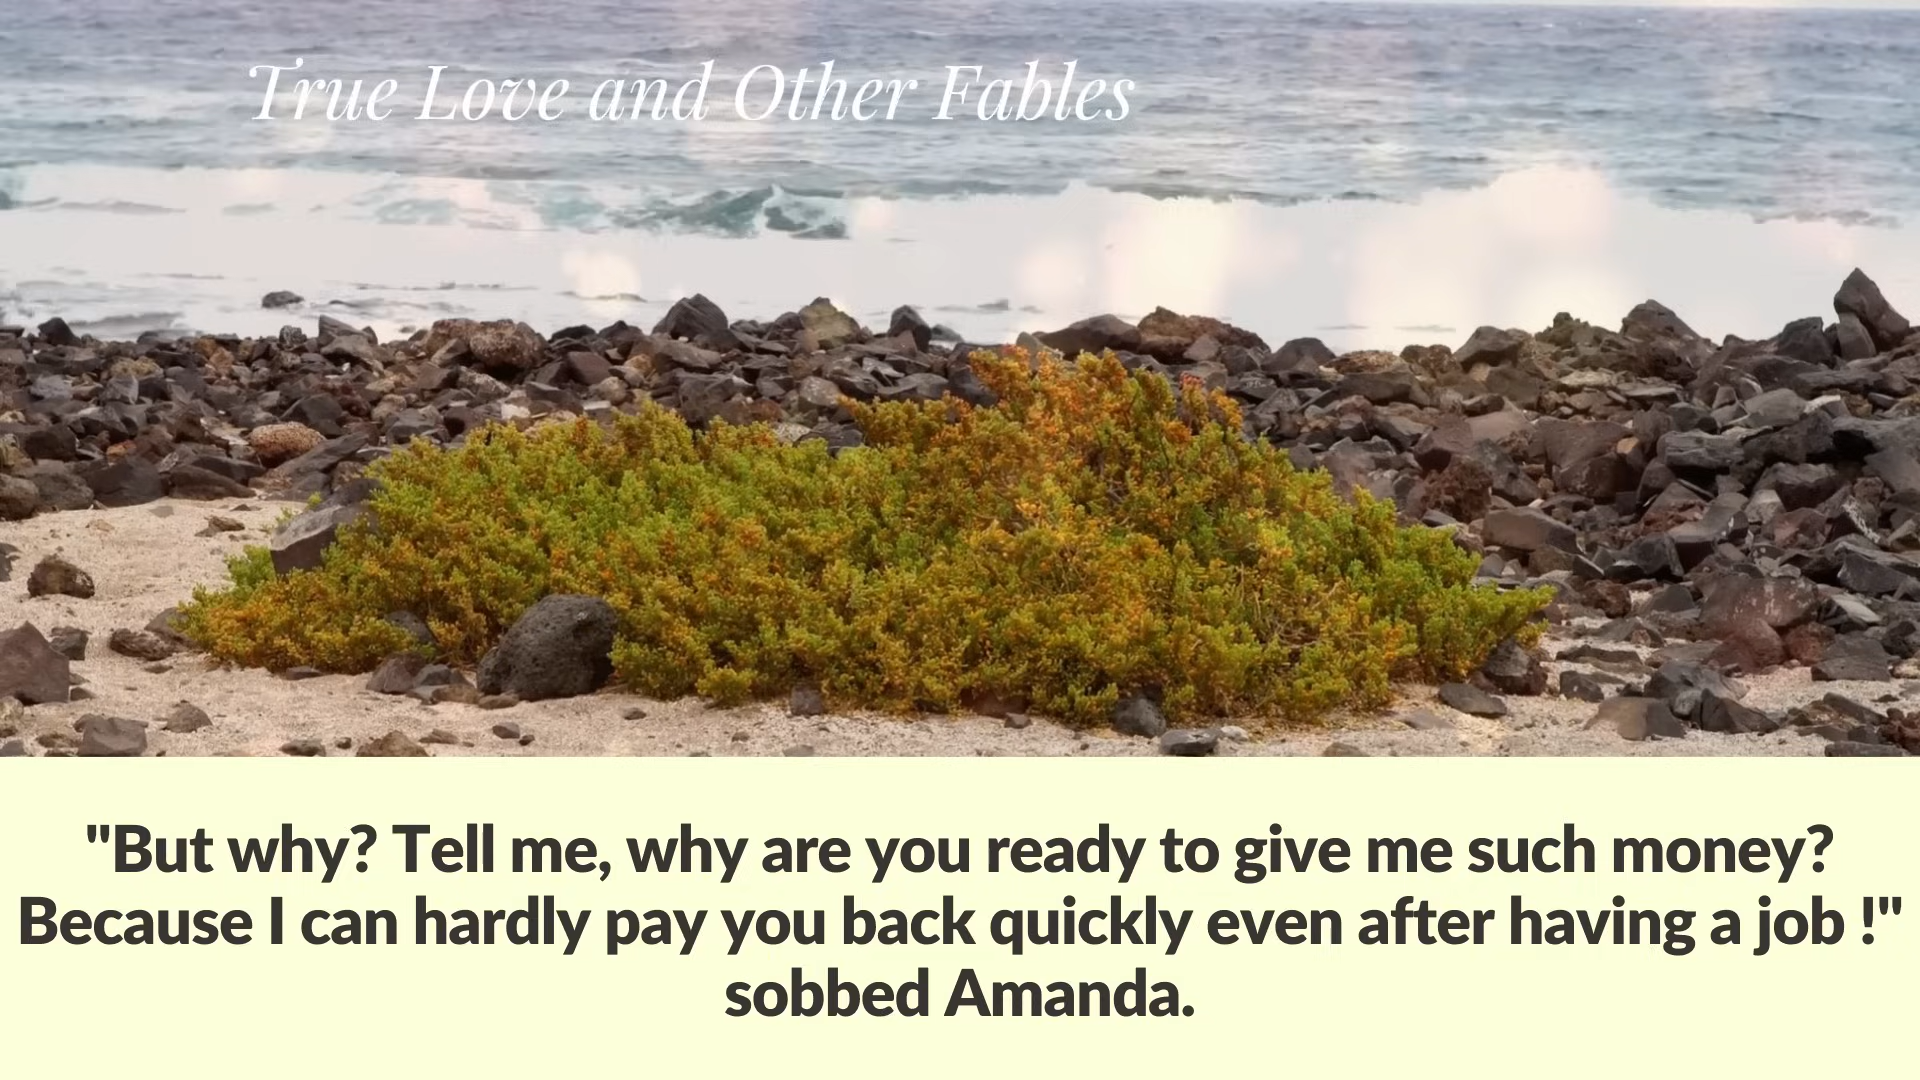 True Love and Other Fables
"But why? Tell me, why are you ready to give me such money?
Because I can hardly pay you back quickly even after having a job !"
sobbed Amanda.